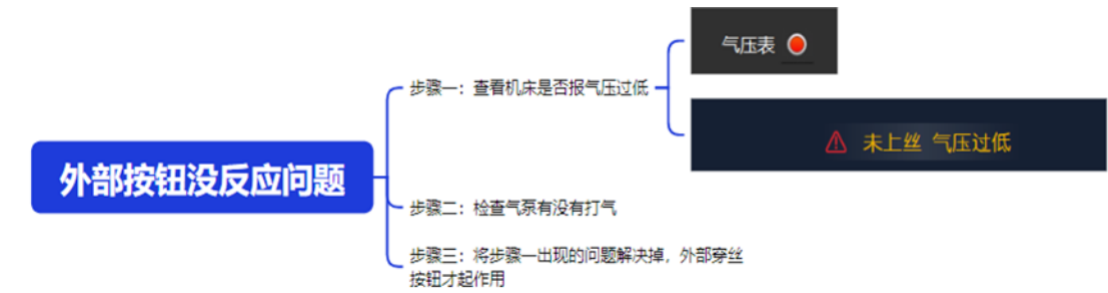 外部按钮没反应问题
步骤一：查看机床是否报气压过低
气压表
未上丝 气压过低
步骤二：检查气泵有没有打气
步骤三：将步骤一出现的问题解决掉，外部穿丝
按钮才起作用